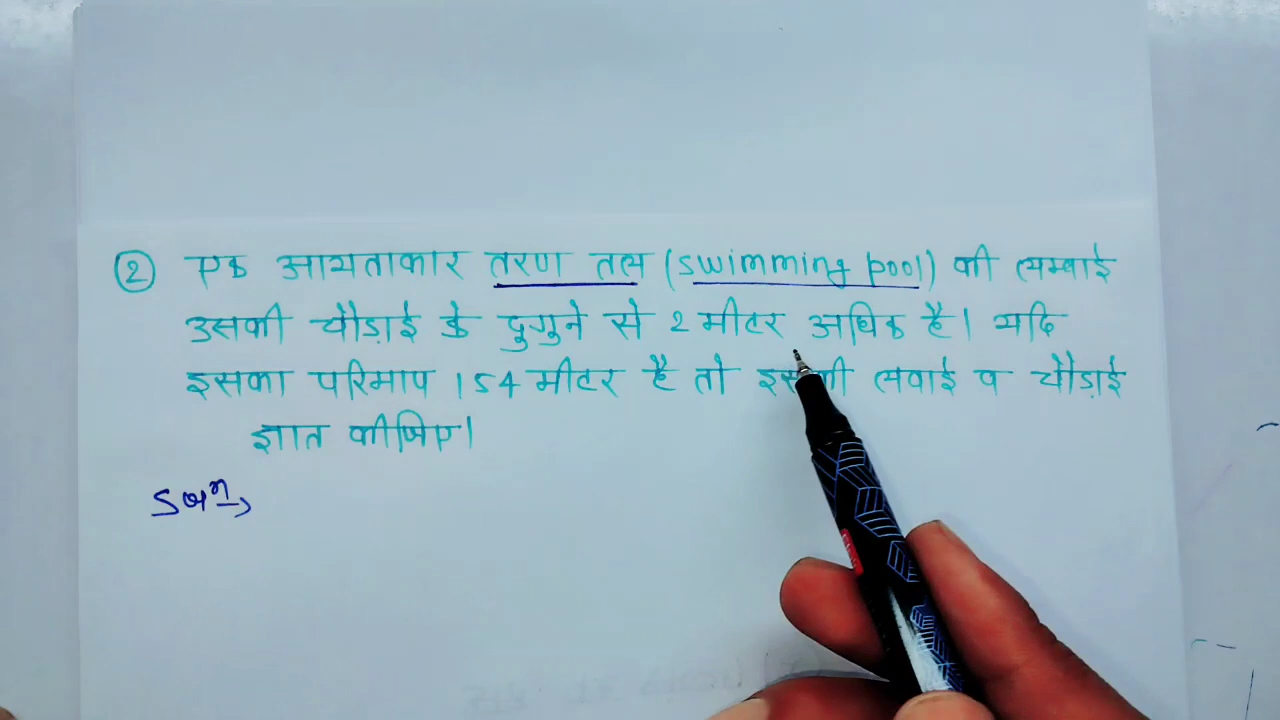 ② एक आयताकार तरण ताल (swimming pool) की लम्बाई
उसकी चौड़ाई के दुगुने से 2 मीटर अधिक है। यदि
इसका परिमाप 154 मीटर है तो इसकी लंबाई व चौड़ाई
ज्ञात कीजिए।
Solⁿ→